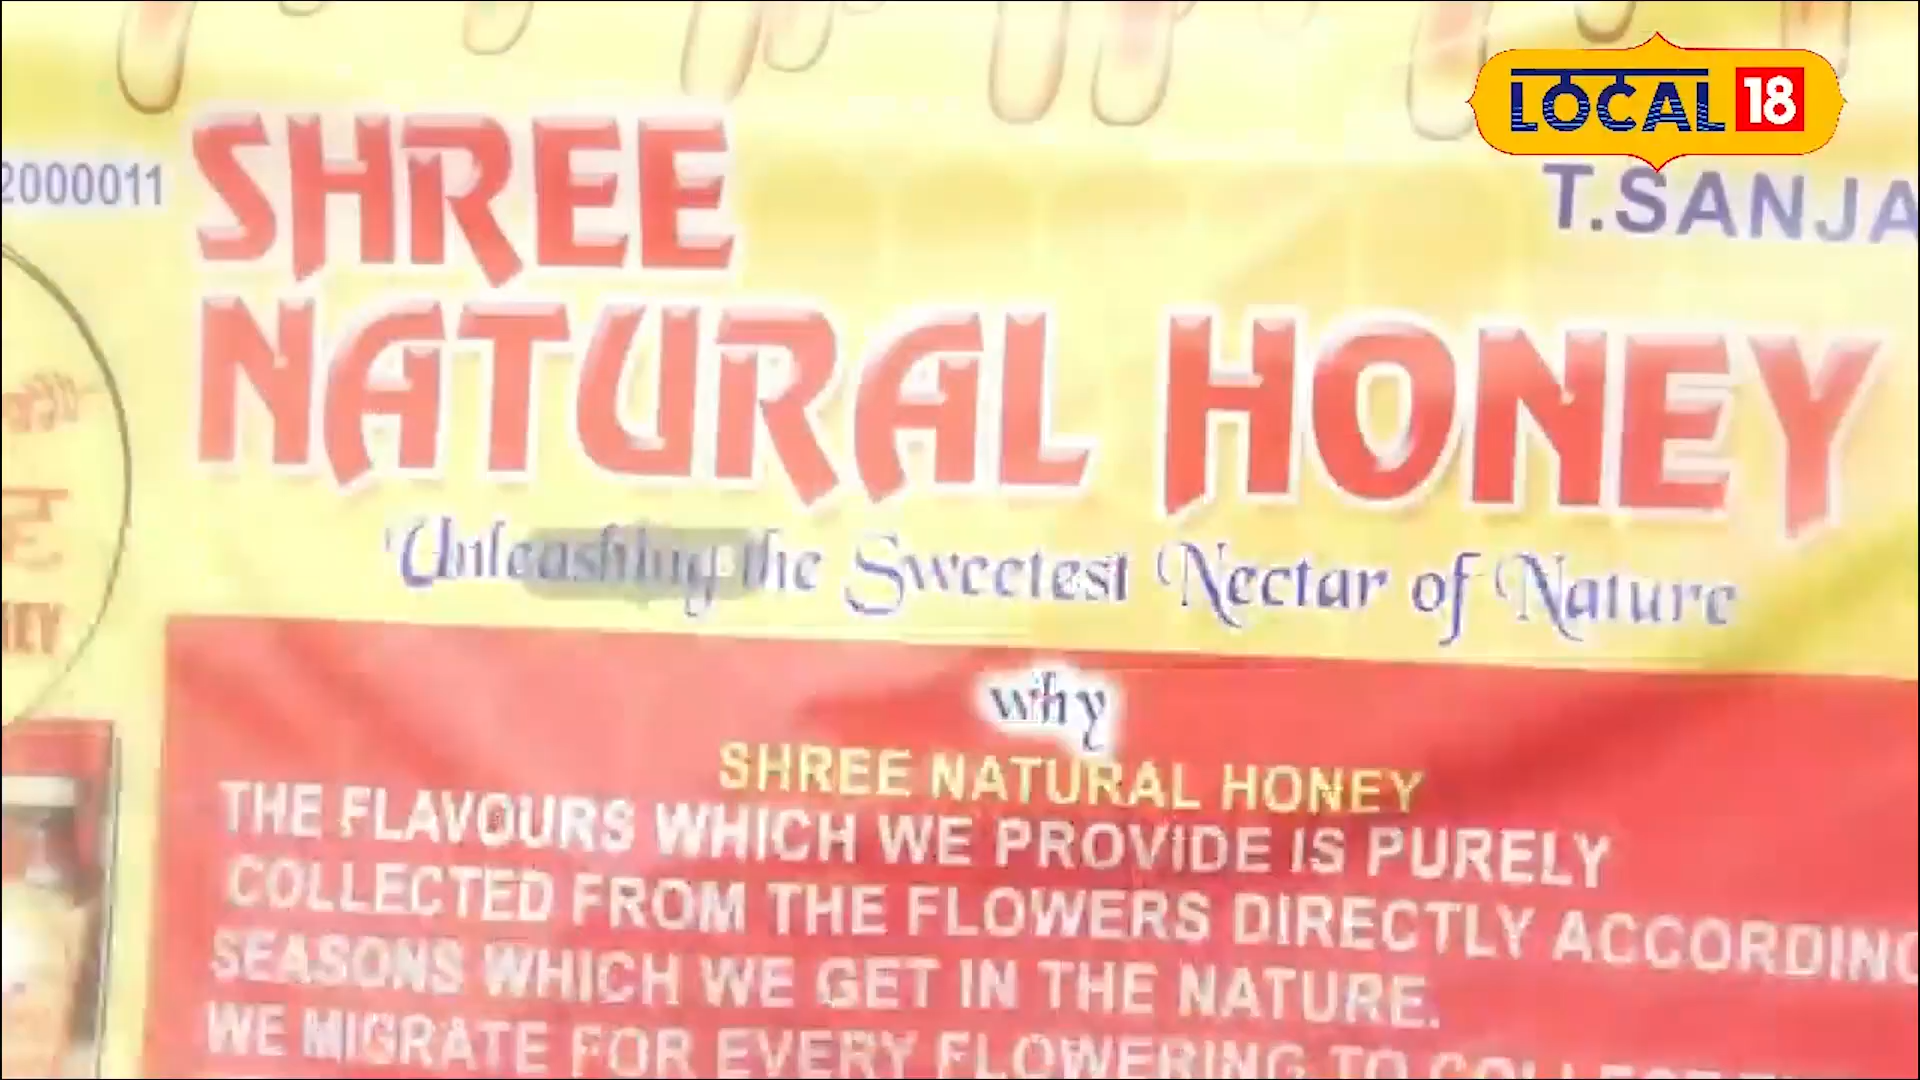 LOCAL 18
2000011
T.SANJA
SHREE
NATURAL HONEY
Unleashing the Sweetest Nectar of Nature
why
SHREE NATURAL HONEY
THE FLAVOURS WHICH WE PROVIDE IS PURELY
COLLECTED FROM THE FLOWERS DIRECTLY ACCORDING
SEASONS WHICH WE GET IN THE NATURE.
WE MIGRATE FOR EVERY FLOWERING TO COLLECT